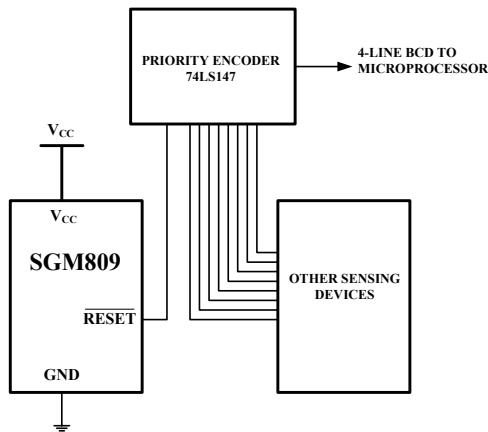 PRIORITY ENCODER
74LS147
4-LINE BCD TO
MICROPROCESSOR
VCC
VCC
SGM809
RESET
GND
OTHER SENSING
DEVICES